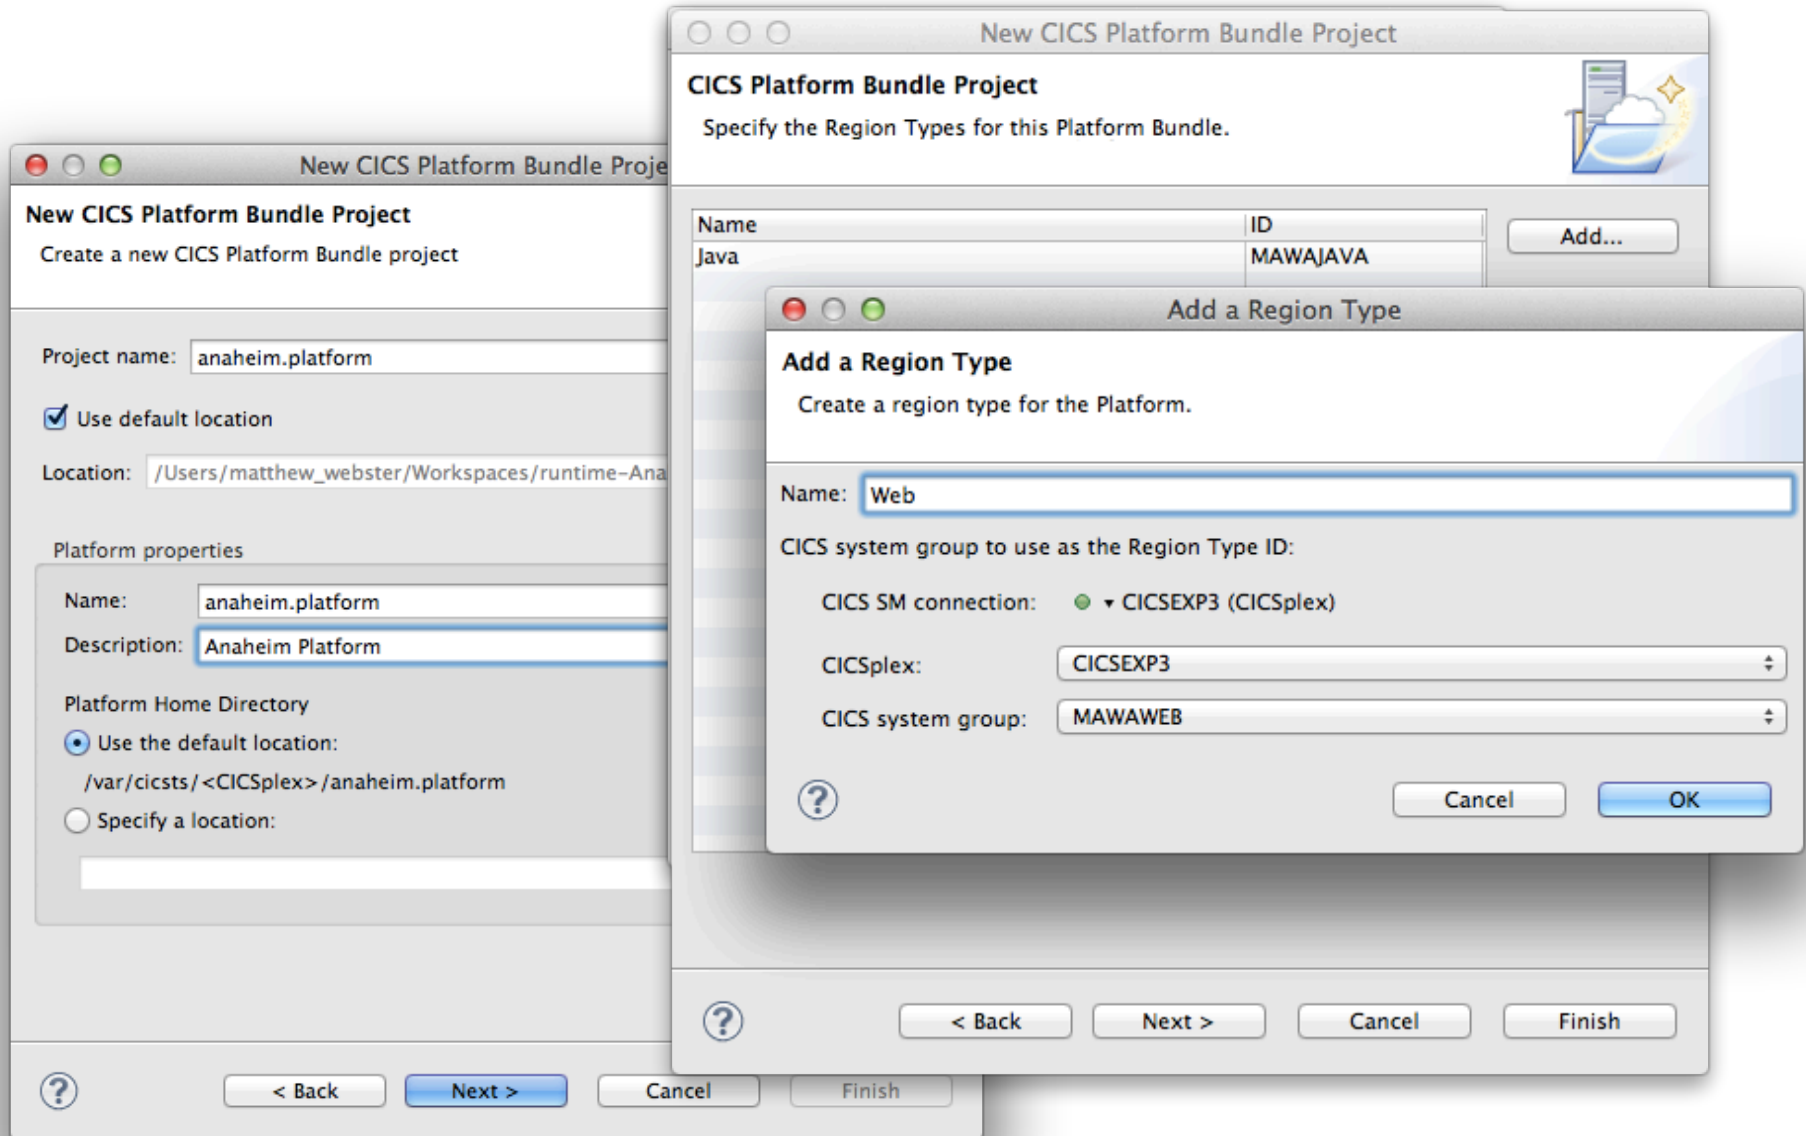 New CICS Platform Bundle Proje
New CICS Platform Bundle Project
Create a new CICS Platform Bundle project
Project name: anaheim.platform
Use default location
Location: /Users/matthew_webster/Workspaces/runtime-Ana
Platform properties
Name: anaheim.platform
Description: Anaheim Platform
Platform Home Directory
Use the default location:
/var/cicsts/<CICSplex>/anaheim.platform
Specify a location:
? < Back Next > Cancel Finish
New CICS Platform Bundle Project
CICS Platform Bundle Project
Specify the Region Types for this Platform Bundle.
Name ID
Java MAWAJAVA
Add...
Add a Region Type
Add a Region Type
Create a region type for the Platform.
Name: Web
CICS system group to use as the Region Type ID:
CICS SM connection: CICSEXP3 (CICSplex)
CICSplex: CICSEXP3
CICS system group: MAWAWEB
? Cancel OK
? < Back Next > Cancel Finish